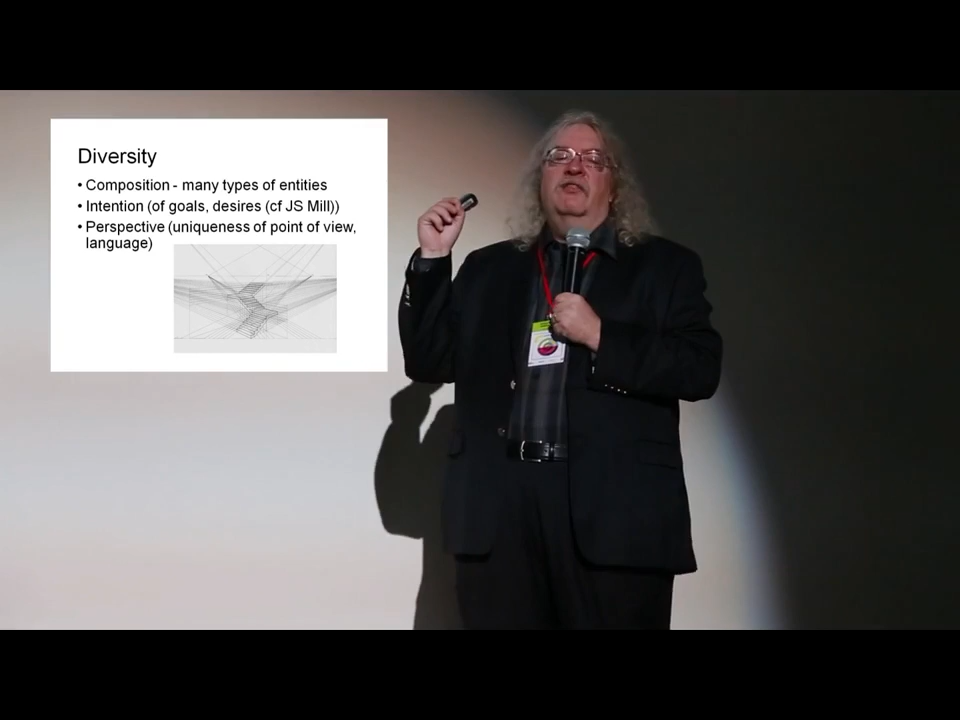 Diversity
• Composition - many types of entities
• Intention (of goals, desires (cf JS Mill))
• Perspective (uniqueness of point of view,
language)